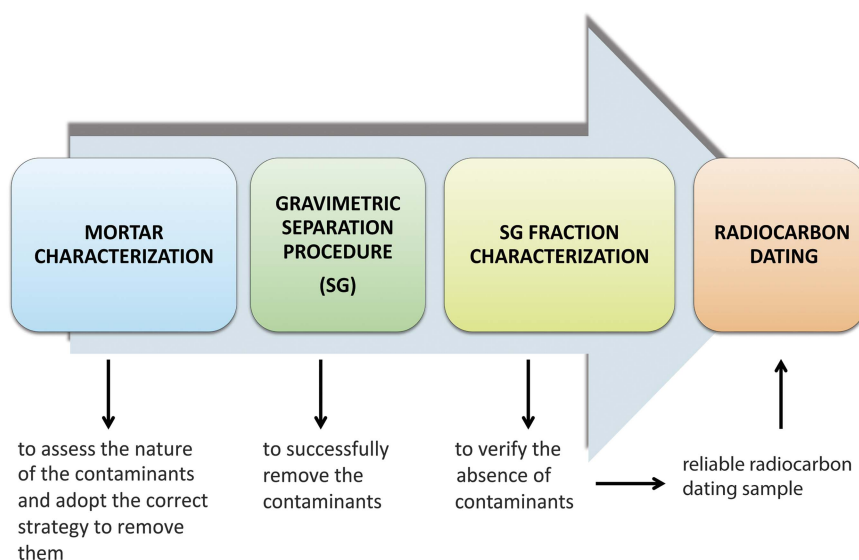 MORTAR
CHARACTERIZATION
GRAVIMETRIC
SEPARATION
PROCEDURE
(SG)
SG FRACTION
CHARACTERIZATION
RADIOCARBON
DATING
to assess the nature
of the contaminants
and adopt the correct
strategy to remove
them
to successfully
remove the
contaminants
to verify the
absence of
contaminants
reliable radiocarbon
dating sample